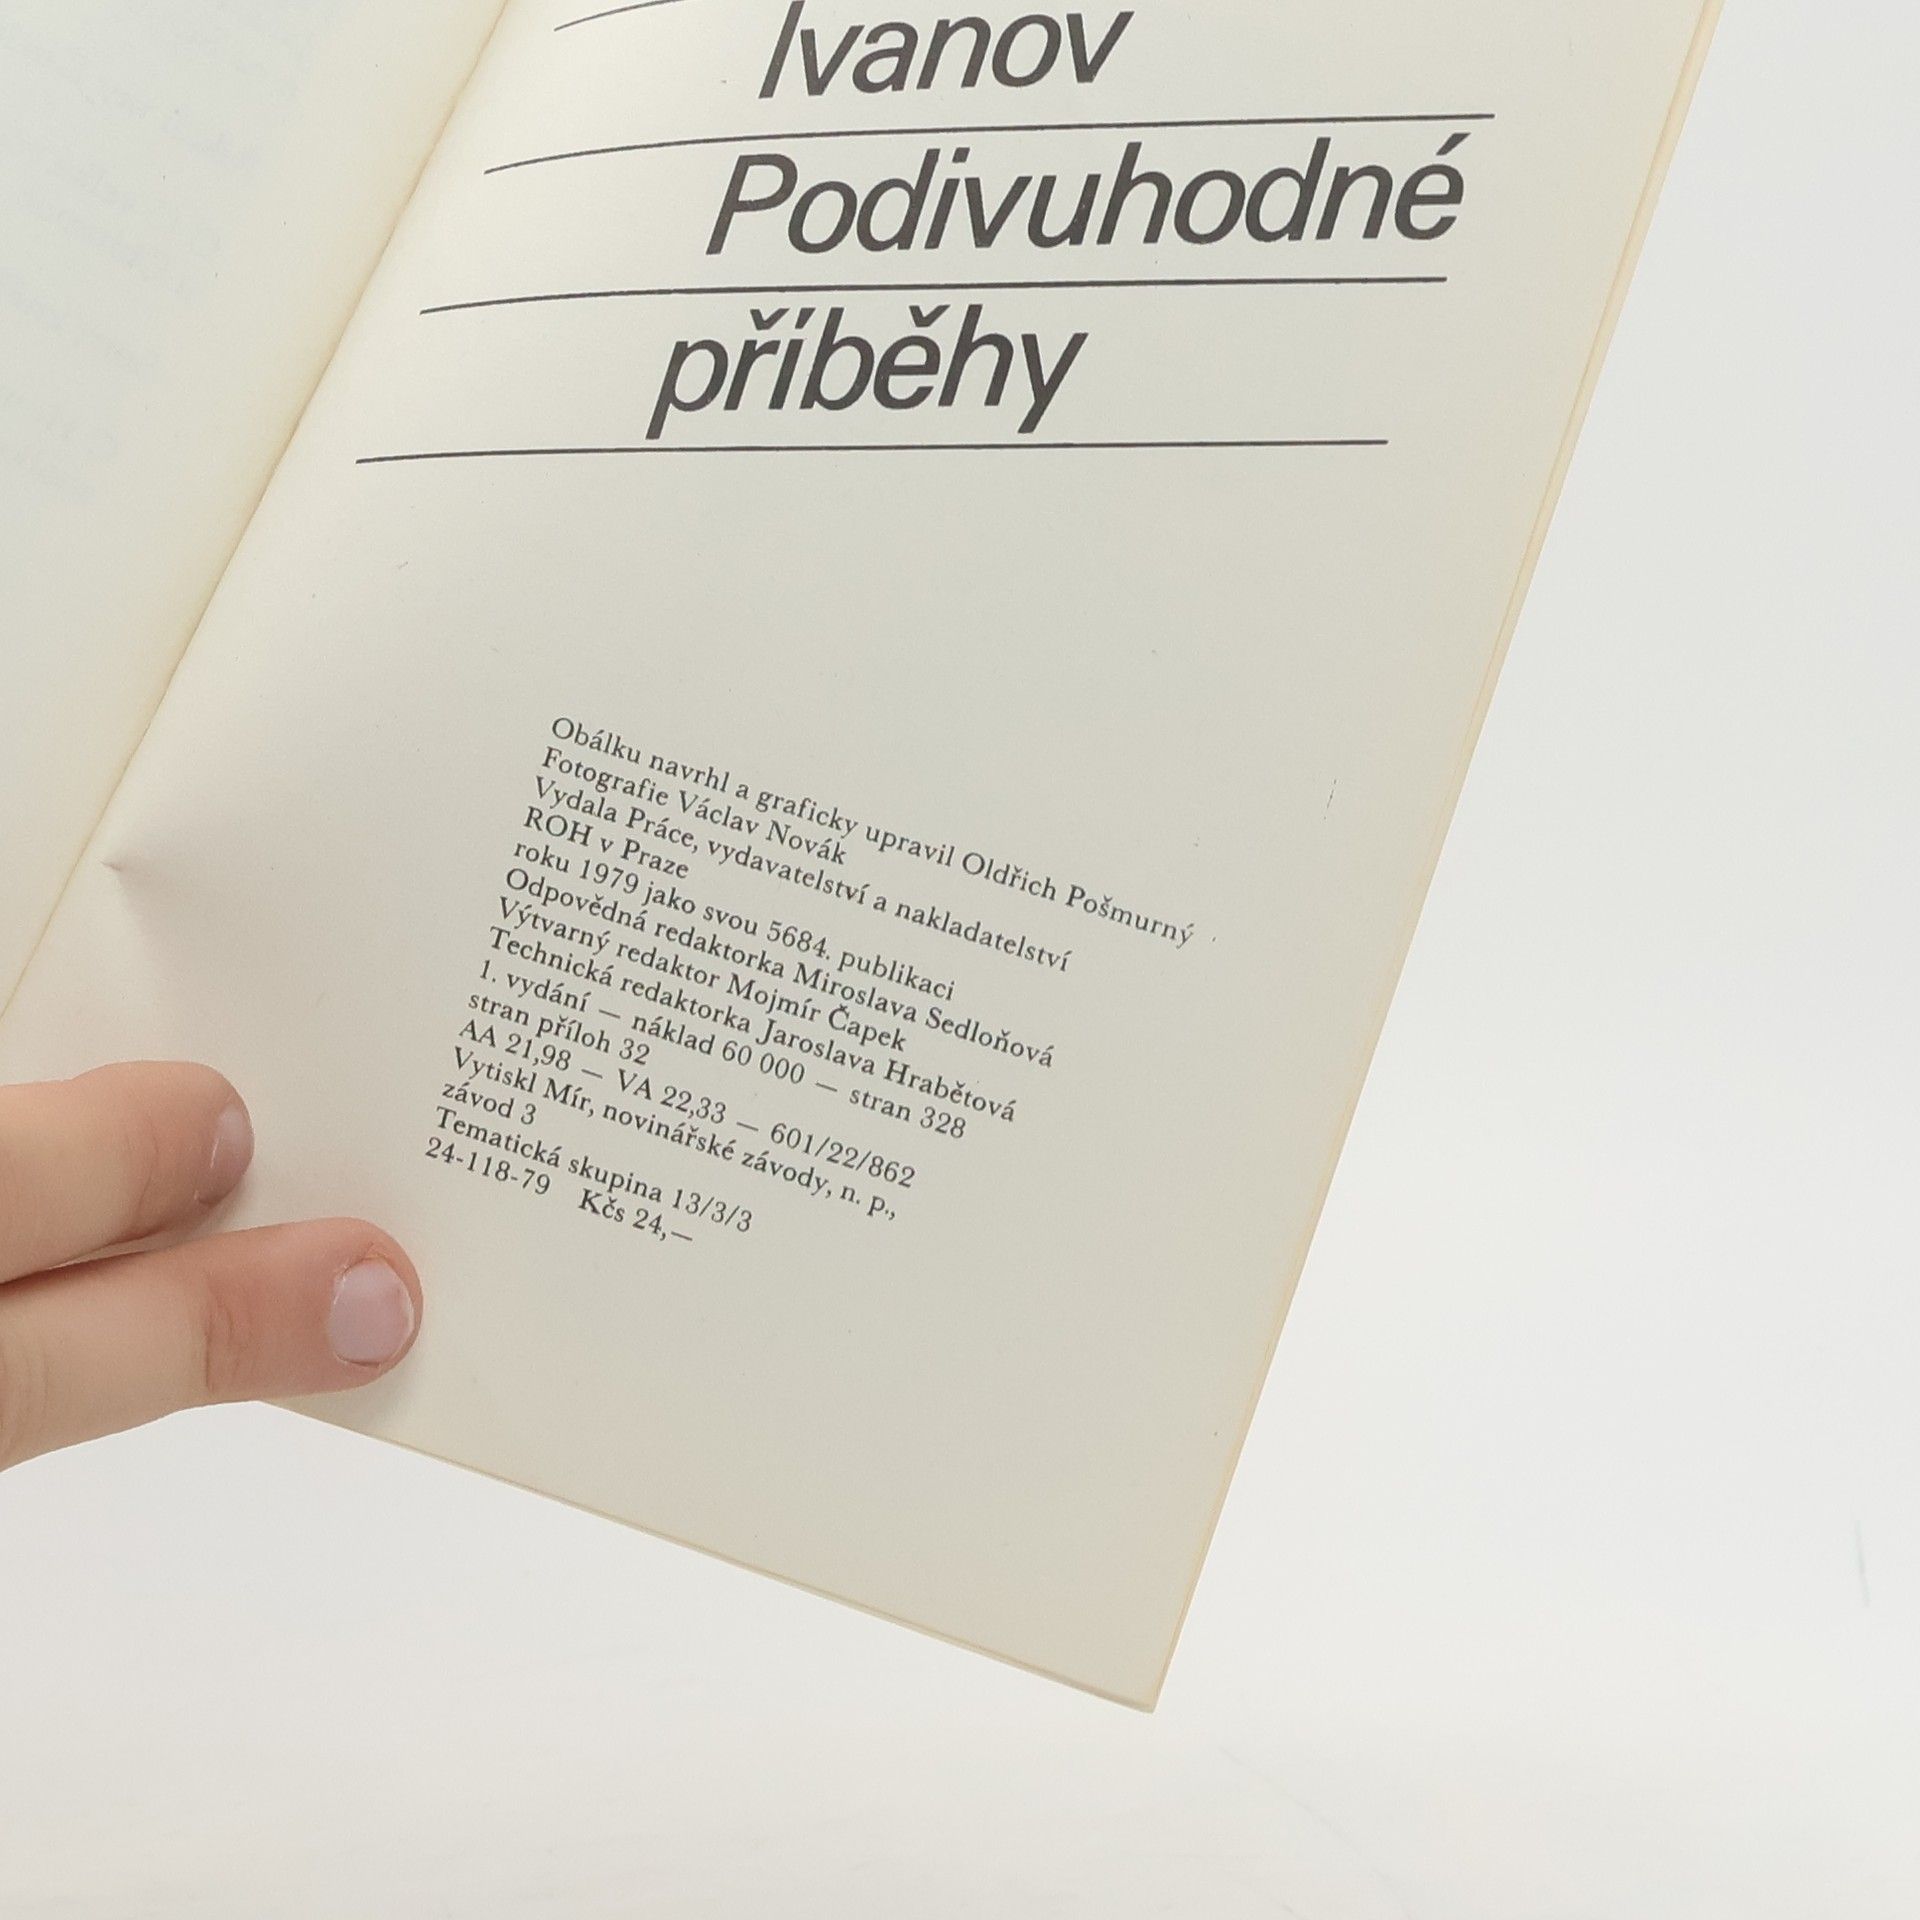 Ivanov
Podivuhodné
příběhy
Obálku navrhl a graficky upravil Oldřich Pošmurný
Fotografie Václav Novák
Vydala Práce, vydavatelství a nakladatelství
ROH v Praze
roku 1979 jako svou 5684. publikaci
Odpovědná redaktorka Miroslava Sedloňová
Výtvarný redaktor Mojmír Čapek
Technická redaktorka Jaroslava Hrabětová
1. vydání — náklad 60 000 — stran 328
stran příloh 32
AA 21,98 — VA 22,33 — 601/22/862
Vytiskl Mír, novinářské závody, n. p.,
závod 3
Tematická skupina 13/3/3
24-118-79 Kčs 24,—